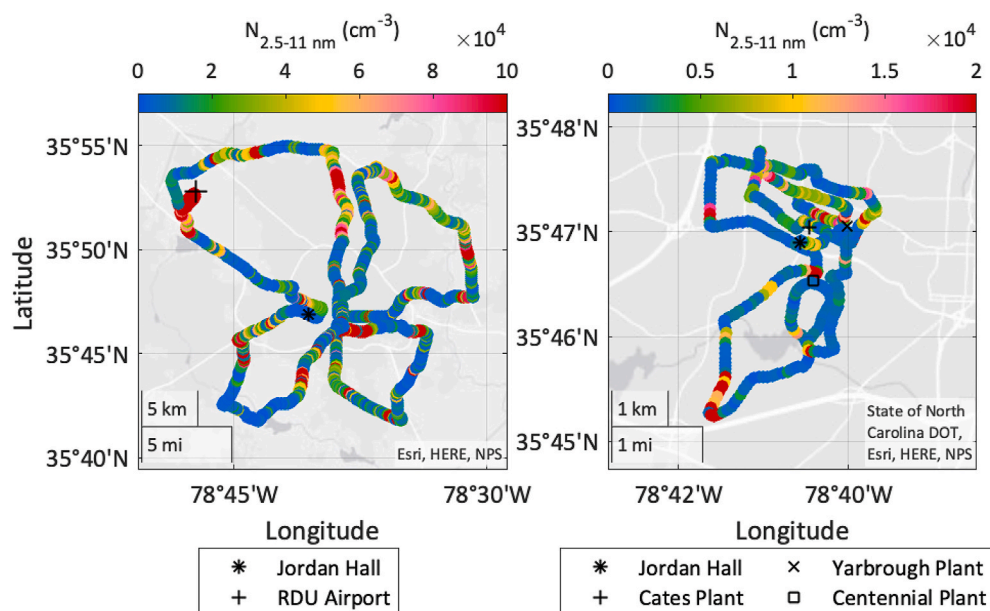 N2.5-11 nm (cm-3) ×104
0 2 4 6 8 10
35°55'N
35°50'N
35°45'N
35°40'N
Latitude
5 km
5 mi
Esri, HERE, NPS
78°45'W 78°30'W
Longitude
Jordan Hall
RDU Airport
N2.5-11 nm (cm-3) ×104
0 0.5 1 1.5 2
35°48'N
35°47'N
35°46'N
35°45'N
1 km
1 mi
State of North
Carolina DOT,
Esri, HERE, NPS
78°42'W 78°40'W
Longitude
Jordan Hall Yarbrough Plant
Cates Plant Centennial Plant